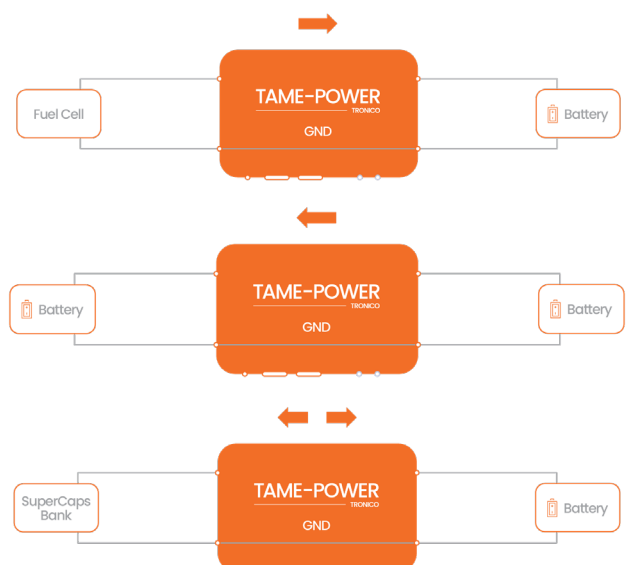 TAME-POWER
TRONICO
Fuel Cell
GND
Battery
TAME-POWER
TRONICO
Battery
GND
Battery
TAME-POWER
TRONICO
SuperCaps
Bank
GND
Battery